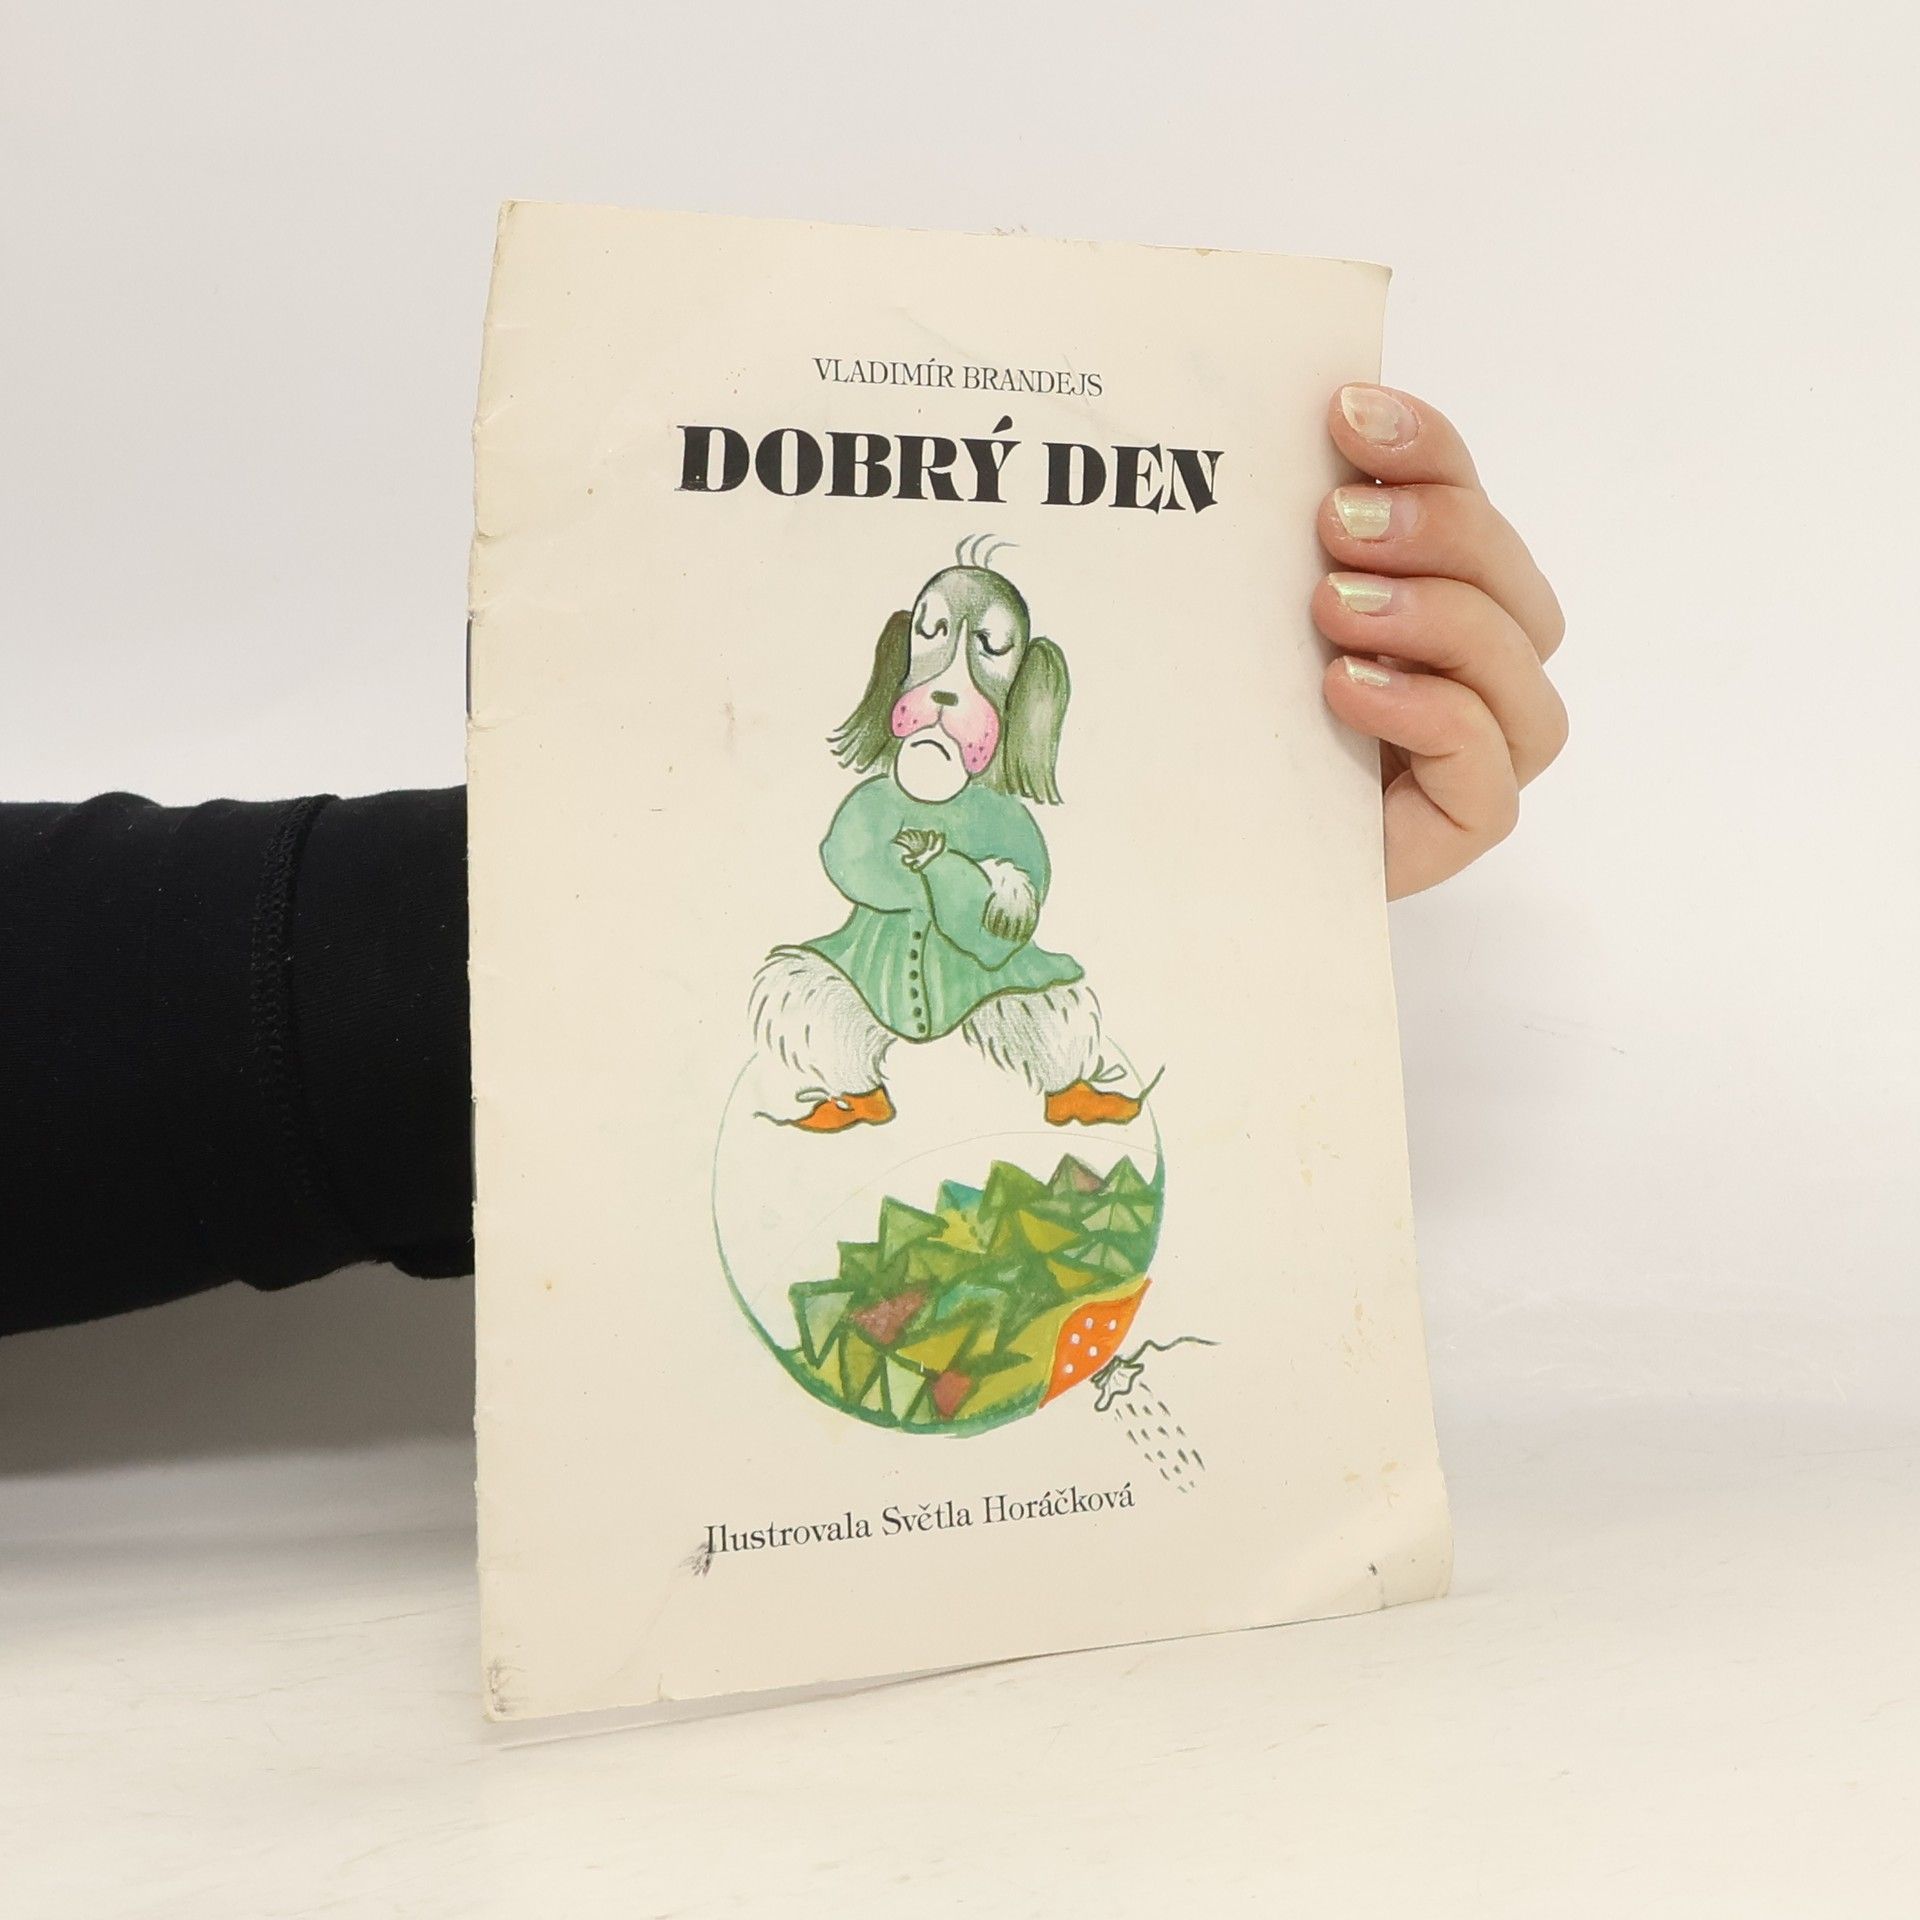 VLADIMÍR BRANDEJS
DOBRÝ DEN
Ilustrovala Světla Horáčková